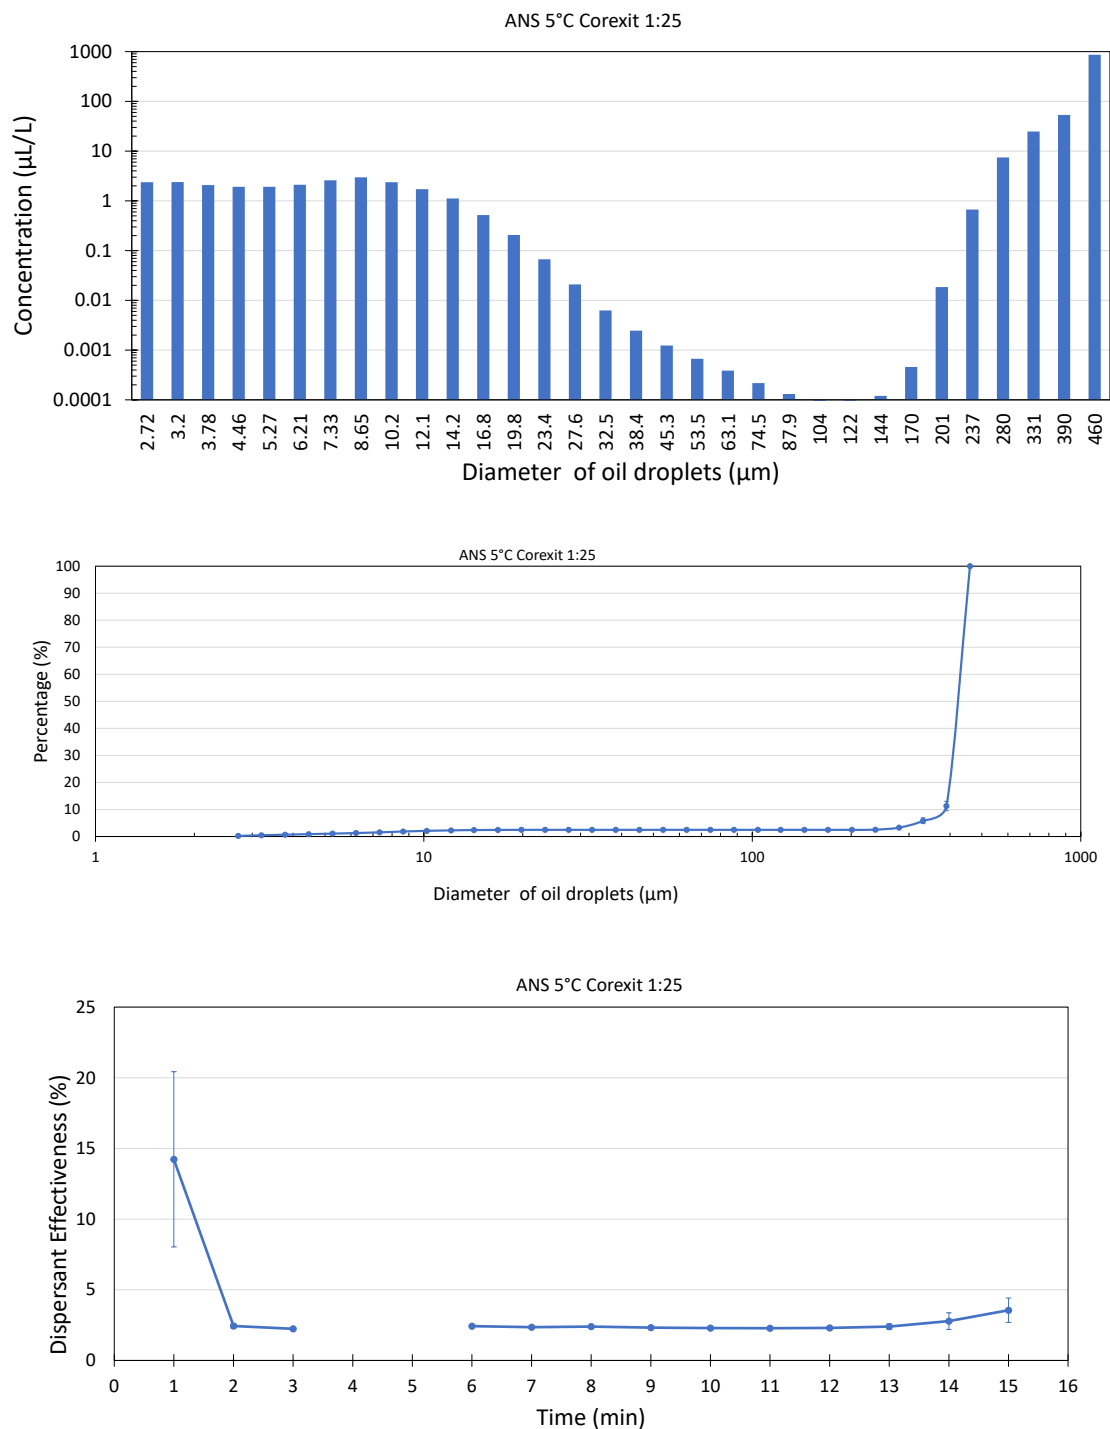 ANS 5°C Corexit 1:25
1000
100
10
1
0.1
0.01
0.001
0.0001
Concentration (µL/L)
2.72 3.2 3.78 4.46 5.27 6.21 7.33 8.65 10.2 12.1 14.2 16.8 19.8 23.4 27.6 32.5 38.4 45.3 53.5 63.1 74.5 87.9 104 122 144 170 201 237 280 331 390 460
Diameter of oil droplets (µm)
ANS 5°C Corexit 1:25
100
90
80
70
60
50
40
30
20
10
0
Percentage (%)
1 10 100 1000
Diameter of oil droplets (µm)
ANS 5°C Corexit 1:25
25
20
15
10
5
0
Dispersant Effectiveness (%)
0 1 2 3 4 5 6 7 8 9 10 11 12 13 14 15 16
Time (min)